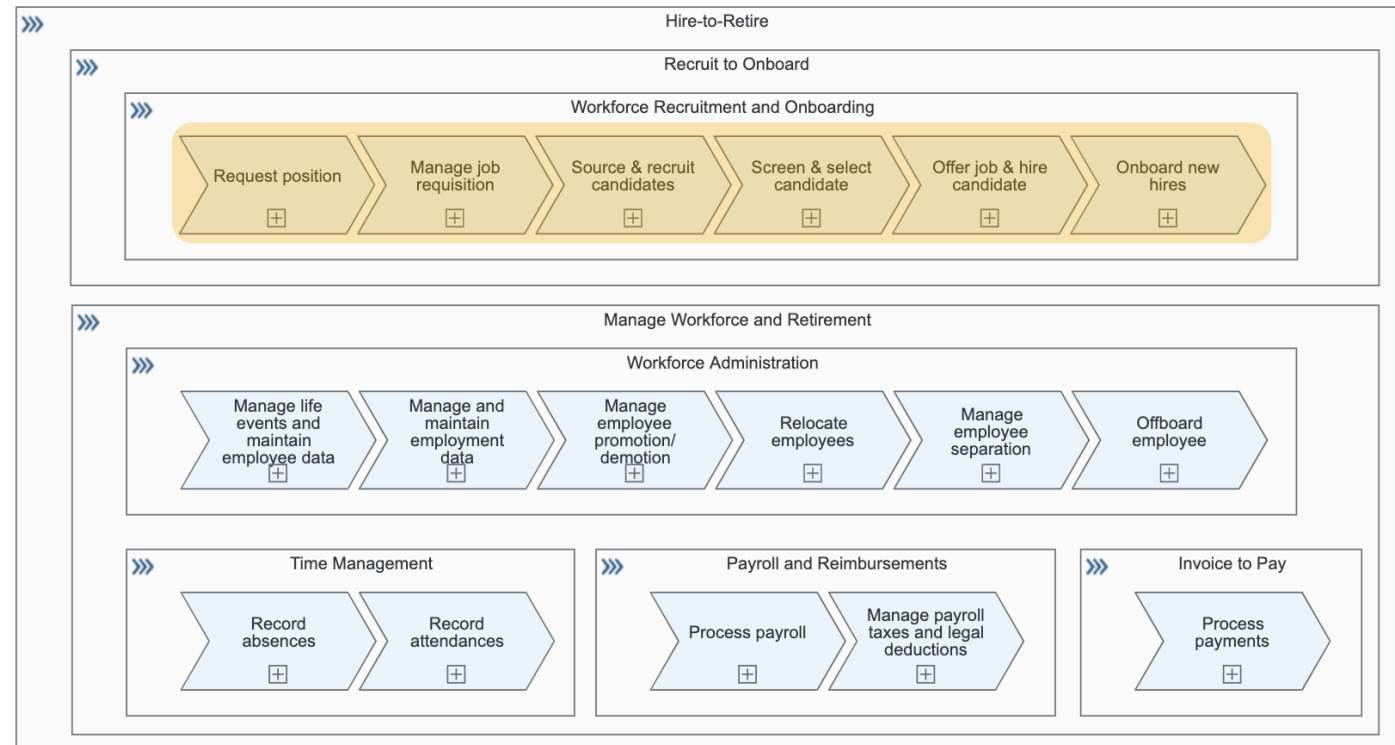 Hire-to-Retire
Recruit to Onboard
Workforce Recruitment and Onboarding
Request position
Manage job
requisition
Source & recruit
candidates
Screen & select
candidate
Offer job & hire
candidate
Onboard new
hires
Manage Workforce and Retirement
Workforce Administration
Manage life
events and
maintain
employee data
Manage and
maintain
employment
data
Manage
employee
promotion/
demotion
Relocate
employees
Manage
employee
separation
Offboard
employee
Time Management
Record
absences
Record
attendances
Payroll and Reimbursements
Process payroll
Manage payroll
taxes and legal
deductions
Invoice to Pay
Process
payments